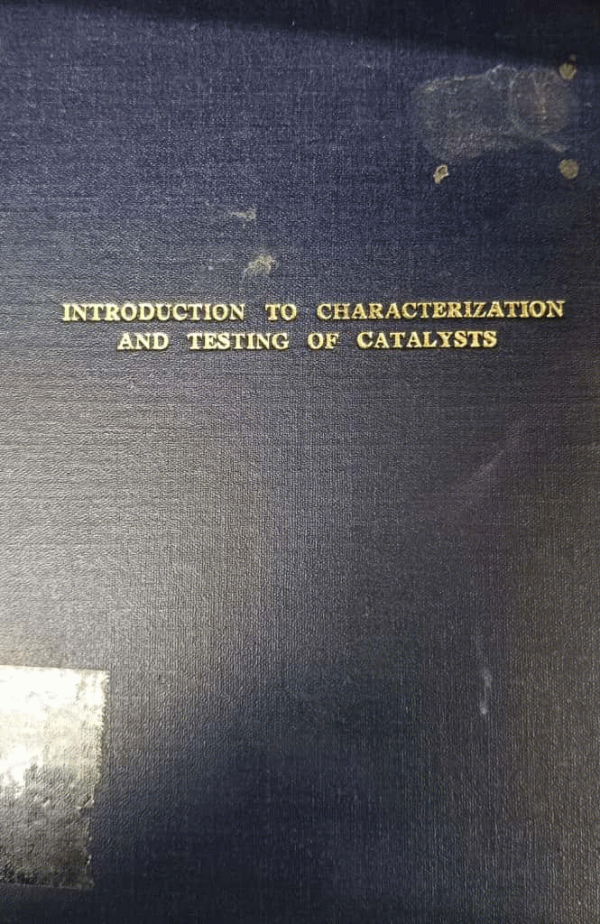 INTRODUCTION TO CHARACTERIZATION
AND TESTING OF CATALYSTS